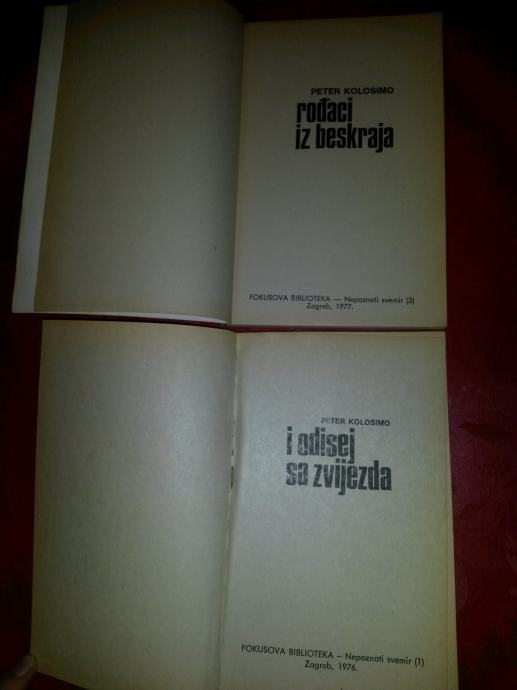 PETER KOLOSIMO
rođaci
iz beskraja
FOKUSOVA BIBLIOTEKA — Nepoznati svemir (3)
Zagreb, 1977.
PETER KOLOSIMO
i odisej
sa zvijezda
FOKUSOVA BIBLIOTEKA – Nepoznati svemir (1)
Zagreb, 1976.